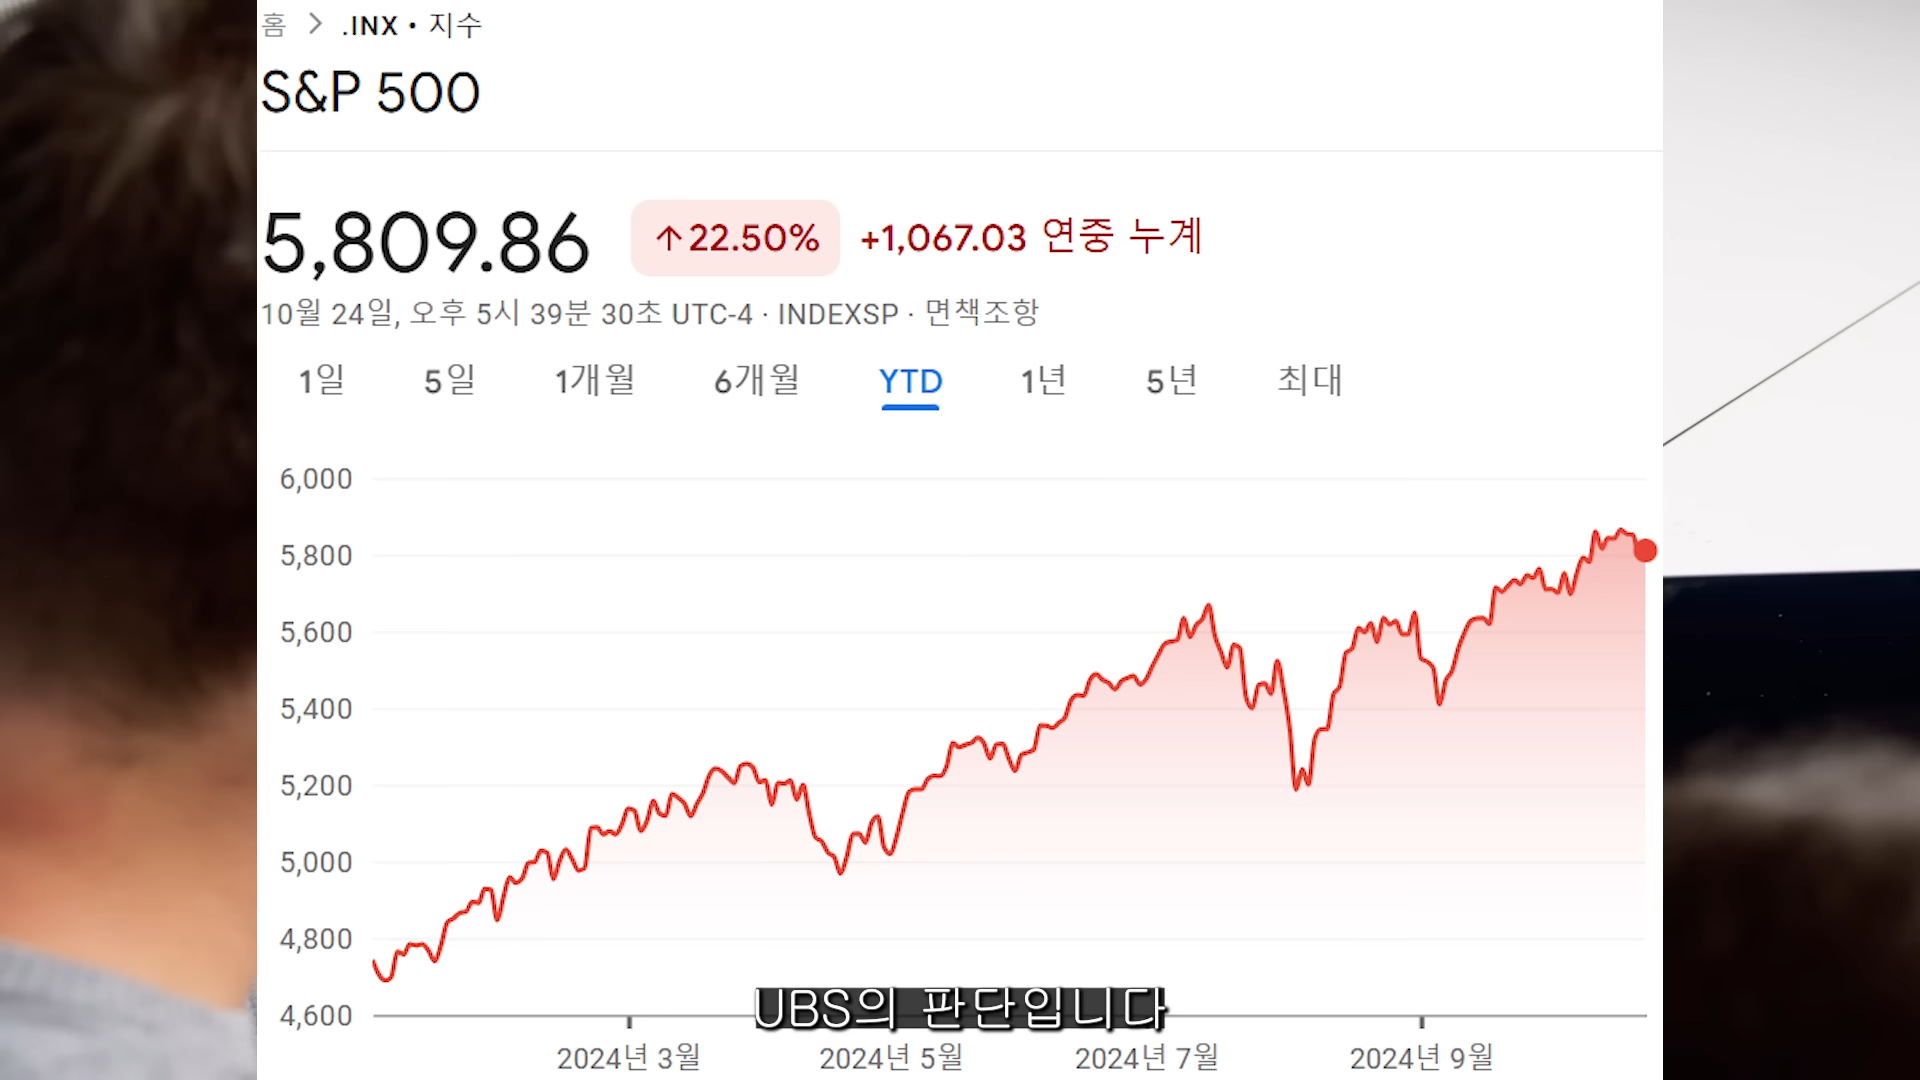 홈 > .INX • 지수
S&P 500
5,809.86 ↑22.50% +1,067.03 연중 누계
10월 24일, 오후 5시 39분 30초 UTC-4 · INDEXSP · 면책조항
1일 5일 1개월 6개월 YTD 1년 5년 최대
6,000
5,800
5,600
5,400
5,200
5,000
4,800
4,600
UBS의 판단입니다
2024년 3월 2024년 5월 2024년 7월 2024년 9월